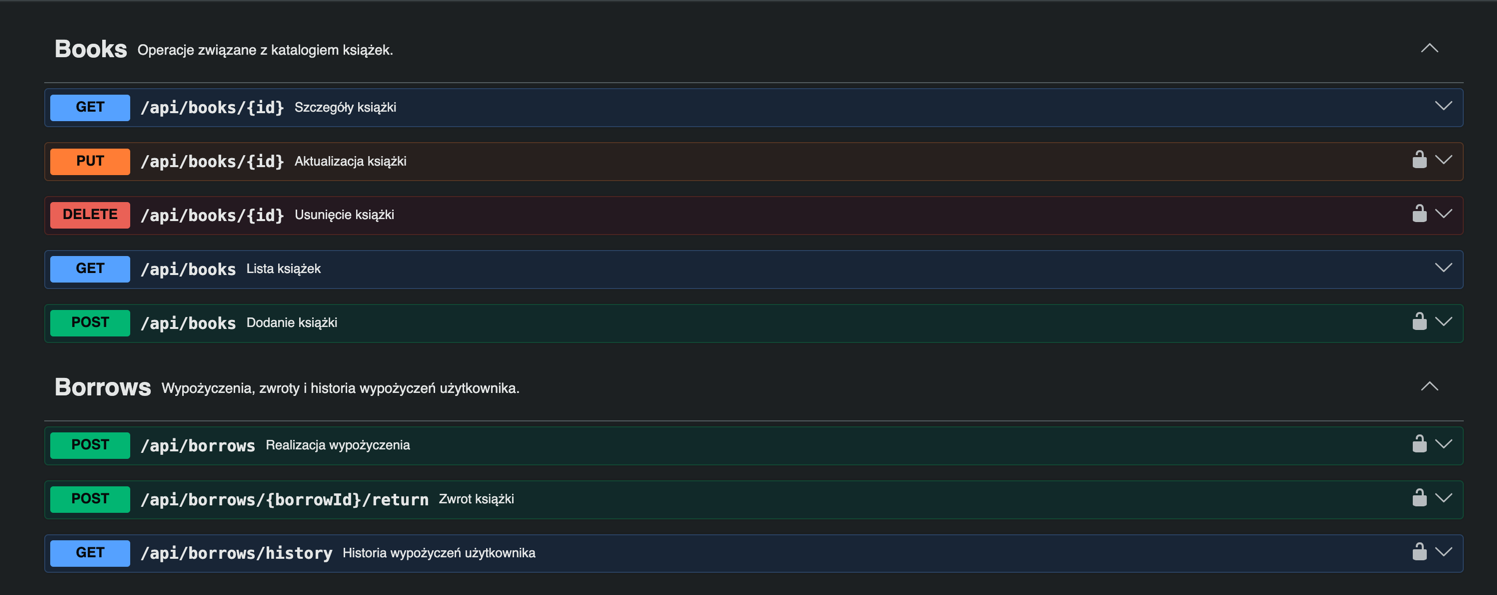 Books Operacje związane z katalogiem książek.
GET /api/books/{id} Szczegóły książki
PUT /api/books/{id} Aktualizacja książki
DELETE /api/books/{id} Usunięcie książki
GET /api/books Lista książek
POST /api/books Dodanie książki
Borrows Wypożyczenia, zwroty i historia wypożyczeń użytkownika.
POST /api/borrows Realizacja wypożyczenia
POST /api/borrows/{borrowId}/return Zwrot książki
GET /api/borrows/history Historia wypożyczeń użytkownika